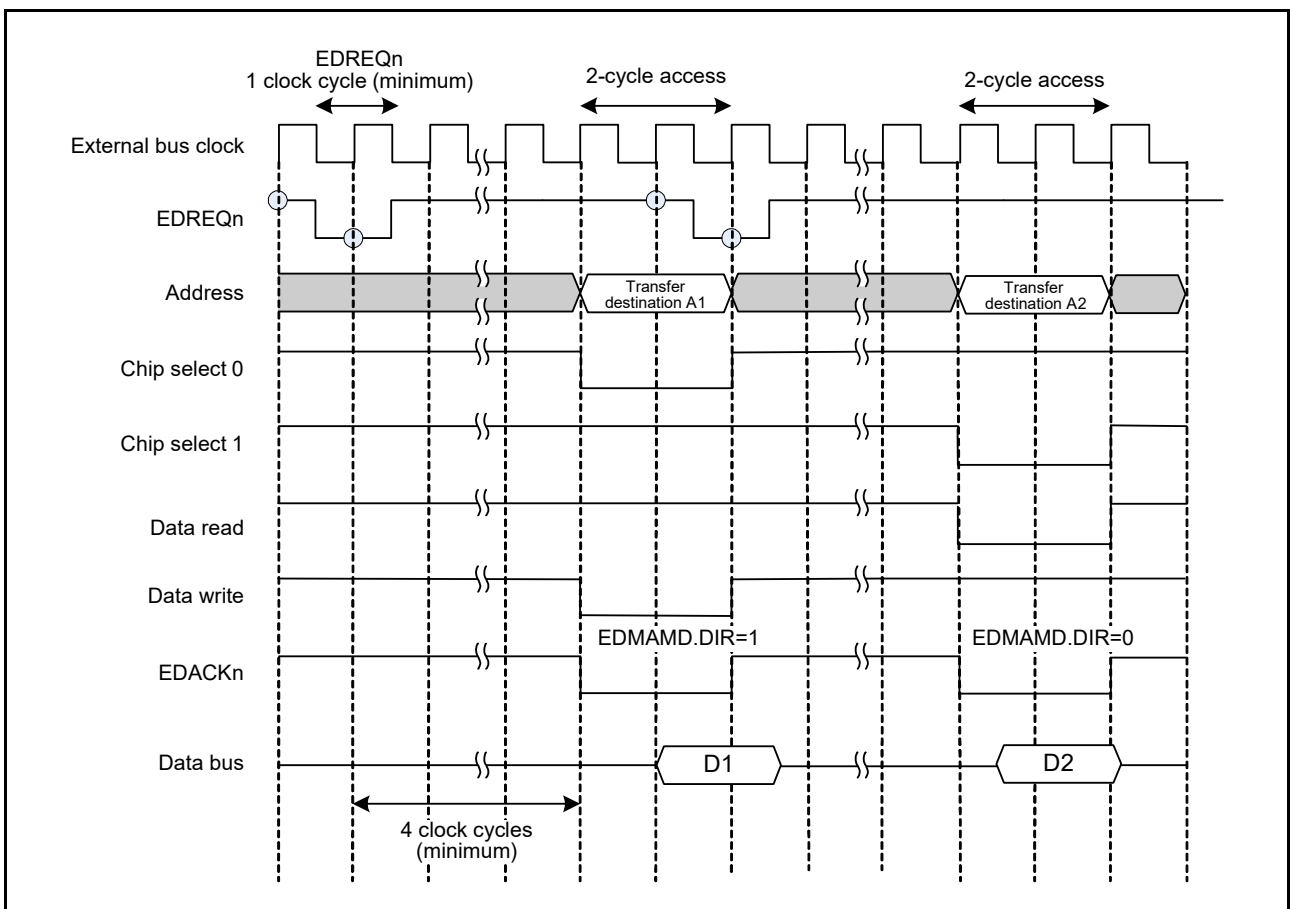 EDREQn
1 clock cycle (minimum)
2-cycle access
2-cycle access
External bus clock
EDREQn
Address
Transfer
destination A1
Transfer
destination A2
Chip select 0
Chip select 1
Data read
Data write
EDMAMD.DIR=1
EDMAMD.DIR=0
EDACKn
Data bus
D1
D2
4 clock cycles
(minimum)